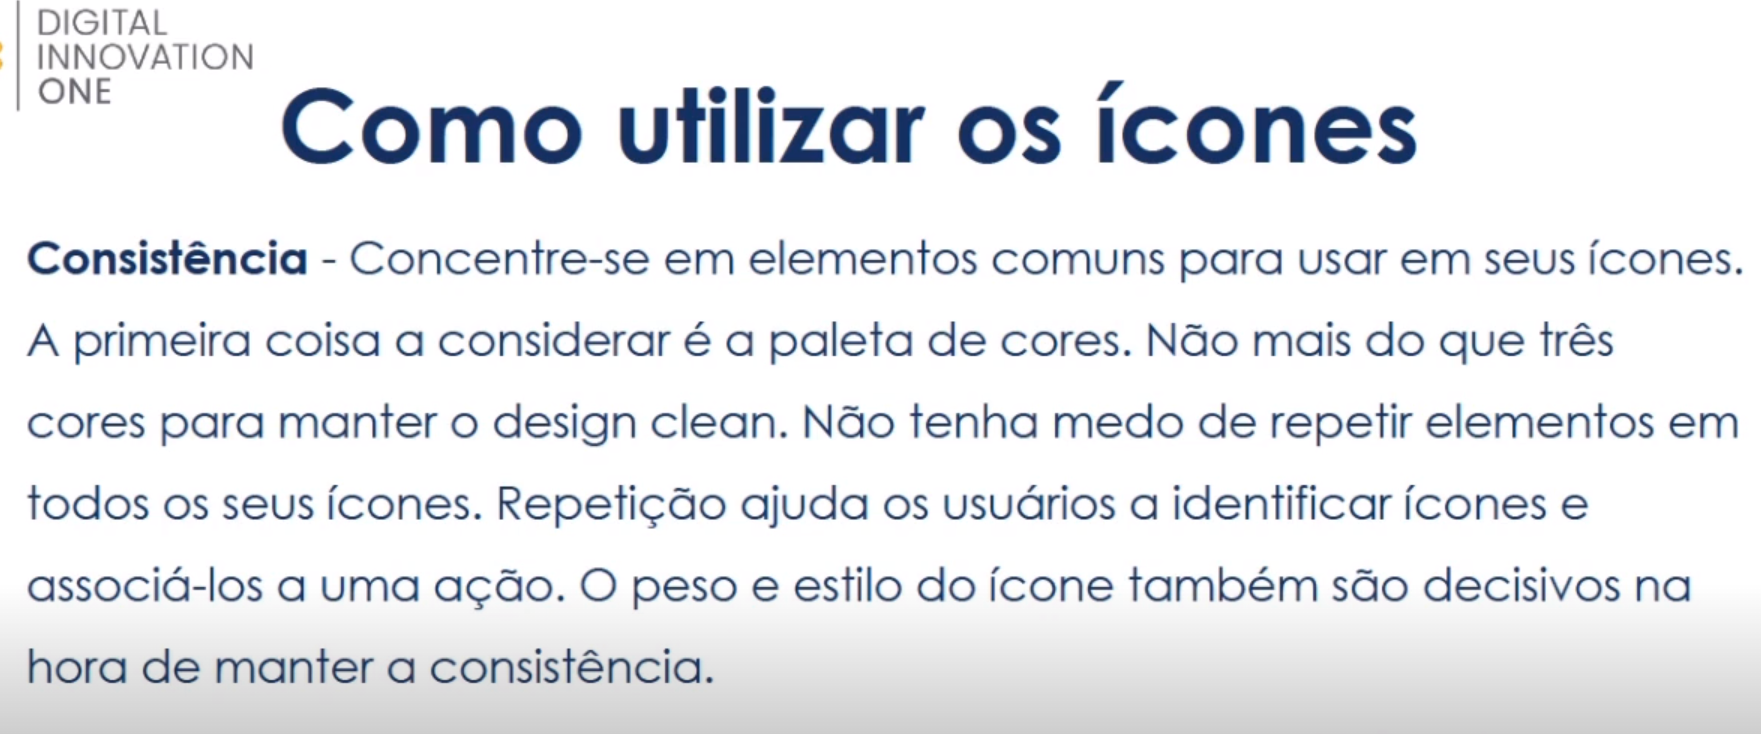 DIGITAL
INNOVATION
ONE
Como utilizar os ícones
Consistência - Concentre-se em elementos comuns para usar em seus ícones.
A primeira coisa a considerar é a paleta de cores. Não mais do que três
cores para manter o design clean. Não tenha medo de repetir elementos em
todos os seus ícones. Repetição ajuda os usuários a identificar ícones e
associá-los a uma ação. O peso e estilo do ícone também são decisivos na
hora de manter a consistência.